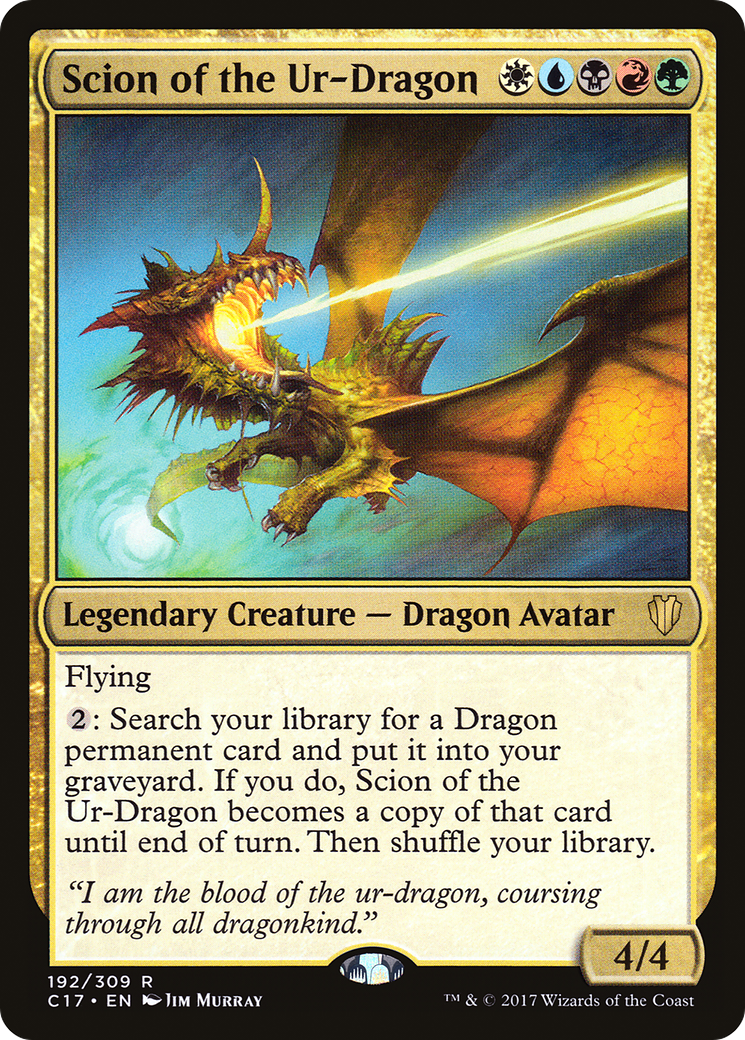 Scion of the Ur-Dragon
Legendary Creature — Dragon Avatar
Flying
2: Search your library for a Dragon
permanent card and put it into your
graveyard. If you do, Scion of the
Ur-Dragon becomes a copy of that card
until end of turn. Then shuffle your library.
“I am the blood of the ur-dragon, coursing
through all dragonkind.”
4/4
192/309 R
C17 • EN Jim Murray
™ & © 2017 Wizards of the Coast